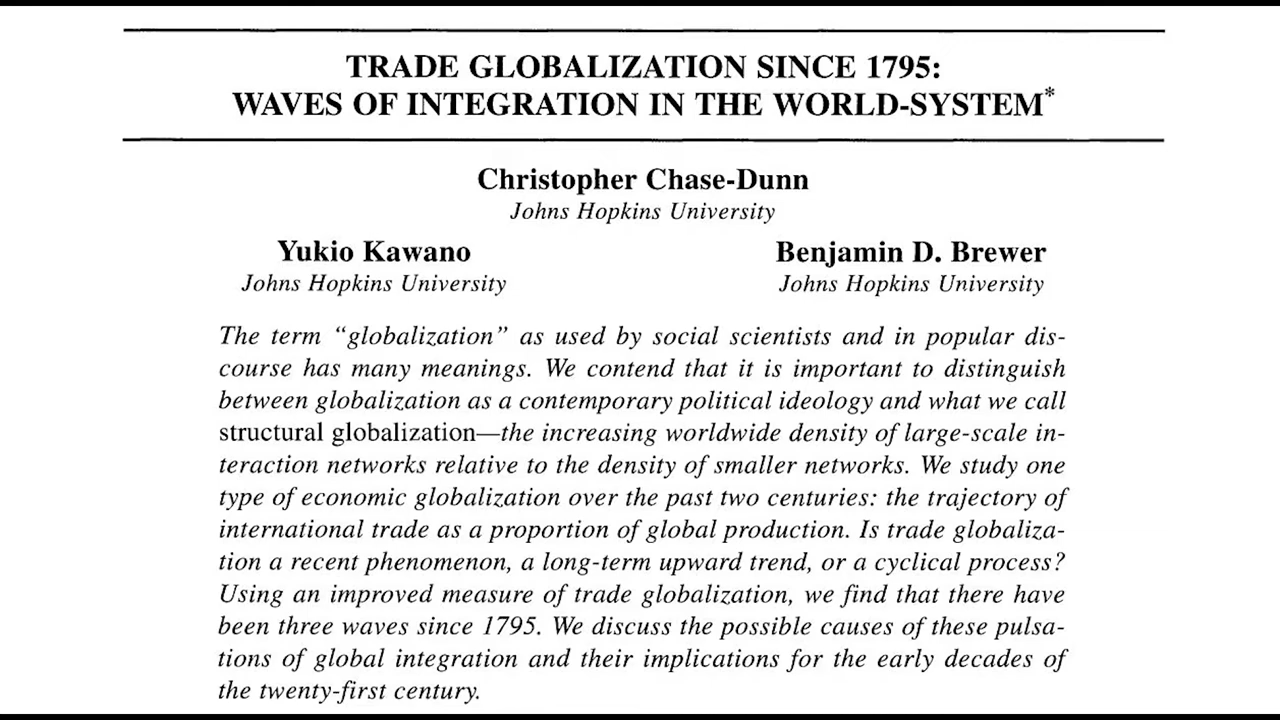 TRADE GLOBALIZATION SINCE 1795:
WAVES OF INTEGRATION IN THE WORLD-SYSTEM*
Christopher Chase-Dunn
Johns Hopkins University
Yukio Kawano
Johns Hopkins University
Benjamin D. Brewer
Johns Hopkins University
The term “globalization” as used by social scientists and in popular dis-
course has many meanings. We contend that it is important to distinguish
between globalization as a contemporary political ideology and what we call
structural globalization—the increasing worldwide density of large-scale in-
teraction networks relative to the density of smaller networks. We study one
type of economic globalization over the past two centuries: the trajectory of
international trade as a proportion of global production. Is trade globaliza-
tion a recent phenomenon, a long-term upward trend, or a cyclical process?
Using an improved measure of trade globalization, we find that there have
been three waves since 1795. We discuss the possible causes of these pulsa-
tions of global integration and their implications for the early decades of
the twenty-first century.